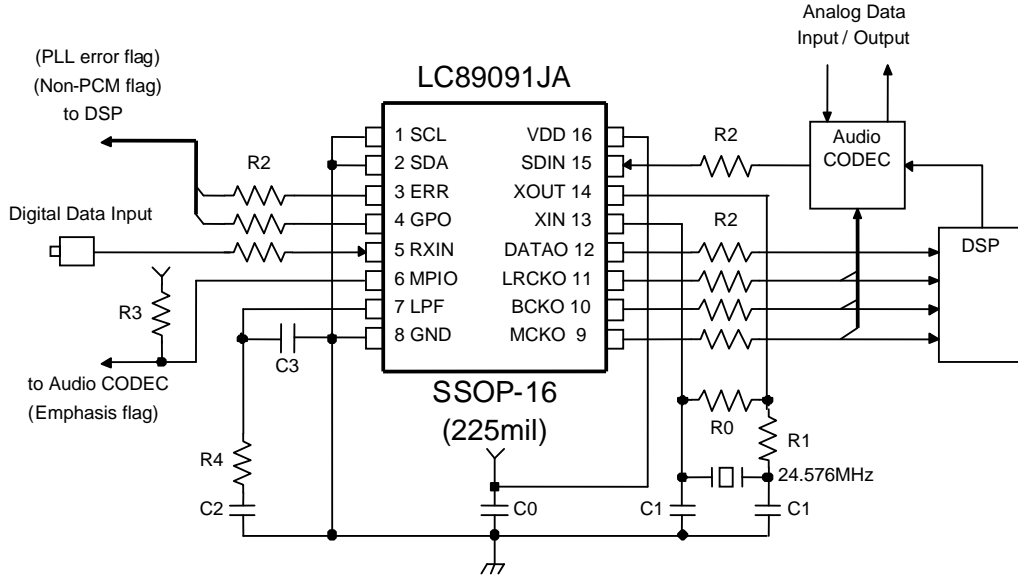 Analog Data
Input / Output
(PLL error flag)
(Non-PCM flag)
to DSP
LC89091JA
1 SCL
2 SDA
3 ERR
4 GPO
5 RXIN
6 MPIO
7 LPF
8 GND
VDD 16
SDIN 15
XOUT 14
XIN 13
DATAO 12
LRCKO 11
BCKO 10
MCKO 9
R2
R2
Audio
CODEC
Digital Data Input
R2
DSP
R3
C3
to Audio CODEC
(Emphasis flag)
SSOP-16
(225mil)
R0
R1
R4
24.576MHz
C2
C0
C1
C1